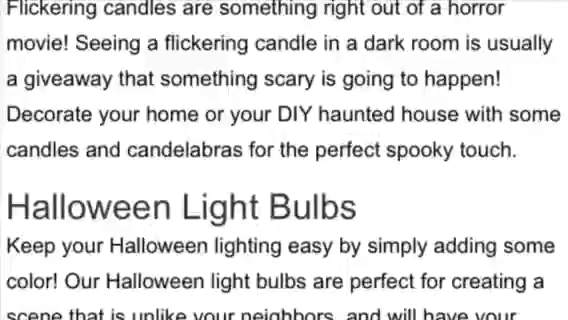 Flickering candles are something right out of a horror
movie! Seeing a flickering candle in a dark room is usually
a giveaway that something scary is going to happen!
Decorate your home or your DIY haunted house with some
candles and candelabras for the perfect spooky touch.
Halloween Light Bulbs
Keep your Halloween lighting easy by simply adding some
color! Our Halloween light bulbs are perfect for creating a
scene that is unlike your neighbors, and will have your